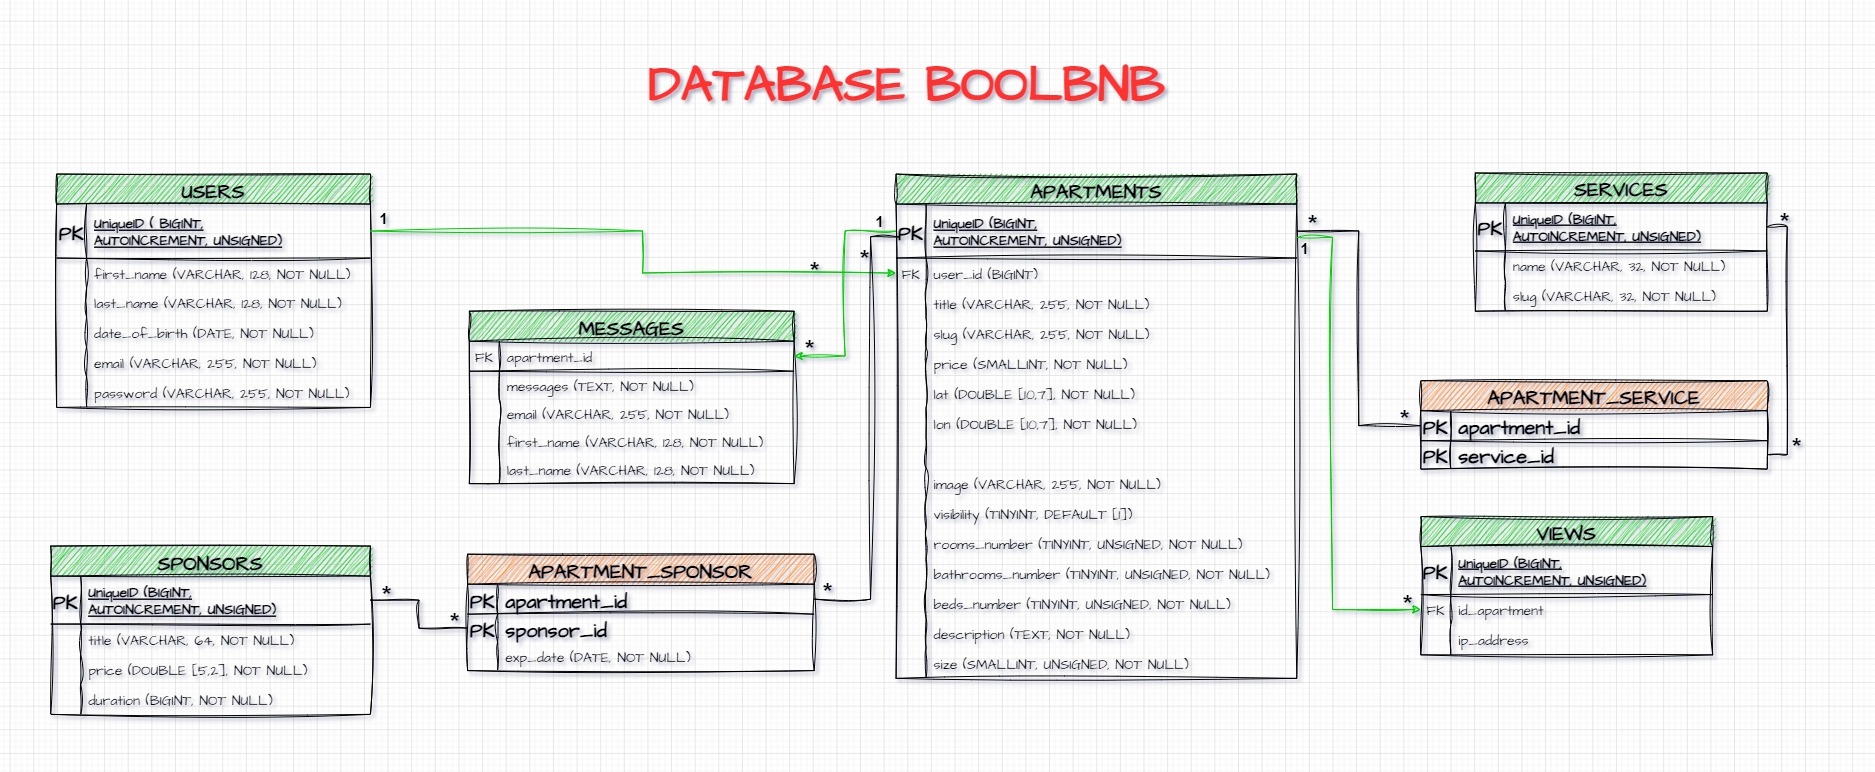 DATABASE BOOLBNB
USERS
PK
UniqueID ( BIGINT,
AUTOINCREMENT, UNSIGNED)
first_name (VARCHAR, 128, NOT NULL)
last_name (VARCHAR, 128, NOT NULL)
date_of_birth (DATE, NOT NULL)
email (VARCHAR, 255, NOT NULL)
password (VARCHAR, 255, NOT NULL)
1
*
MESSAGES
FK apartment_id
messages (TEXT, NOT NULL)
email (VARCHAR, 255, NOT NULL)
first_name (VARCHAR, 128, NOT NULL)
last_name (VARCHAR, 128, NOT NULL)
*
1
*
APARTMENTS
PK
UniqueID (BIGINT,
AUTOINCREMENT, UNSIGNED)
FK user_id (BIGINT)
title (VARCHAR, 255, NOT NULL)
slug (VARCHAR, 255, NOT NULL)
price (SMALLINT, NOT NULL)
lat (DOUBLE [10,7], NOT NULL)
lon (DOUBLE [10,7], NOT NULL)
image (VARCHAR, 255, NOT NULL)
visibility (TINYINT, DEFAULT [1])
rooms_number (TINYINT, UNSIGNED, NOT NULL)
bathrooms_number (TINYINT, UNSIGNED, NOT NULL)
beds_number (TINYINT, UNSIGNED, NOT NULL)
description (TEXT, NOT NULL)
size (SMALLINT, UNSIGNED, NOT NULL)
*
1
SERVICES
PK
UniqueID (BIGINT,
AUTOINCREMENT, UNSIGNED)
name (VARCHAR, 32, NOT NULL)
slug (VARCHAR, 32, NOT NULL)
*
*
APARTMENT_SERVICE
PK apartment_id
PK service_id
*
SPONSORS
PK
UniqueID (BIGINT,
AUTOINCREMENT, UNSIGNED)
title (VARCHAR, 64, NOT NULL)
price (DOUBLE [5,2], NOT NULL)
duration (BIGINT, NOT NULL)
*
*
APARTMENT_SPONSOR
PK apartment_id
PK sponsor_id
exp_date (DATE, NOT NULL)
*
VIEWS
PK
UniqueID (BIGINT,
AUTOINCREMENT, UNSIGNED)
*
FK id_apartment
ip_address